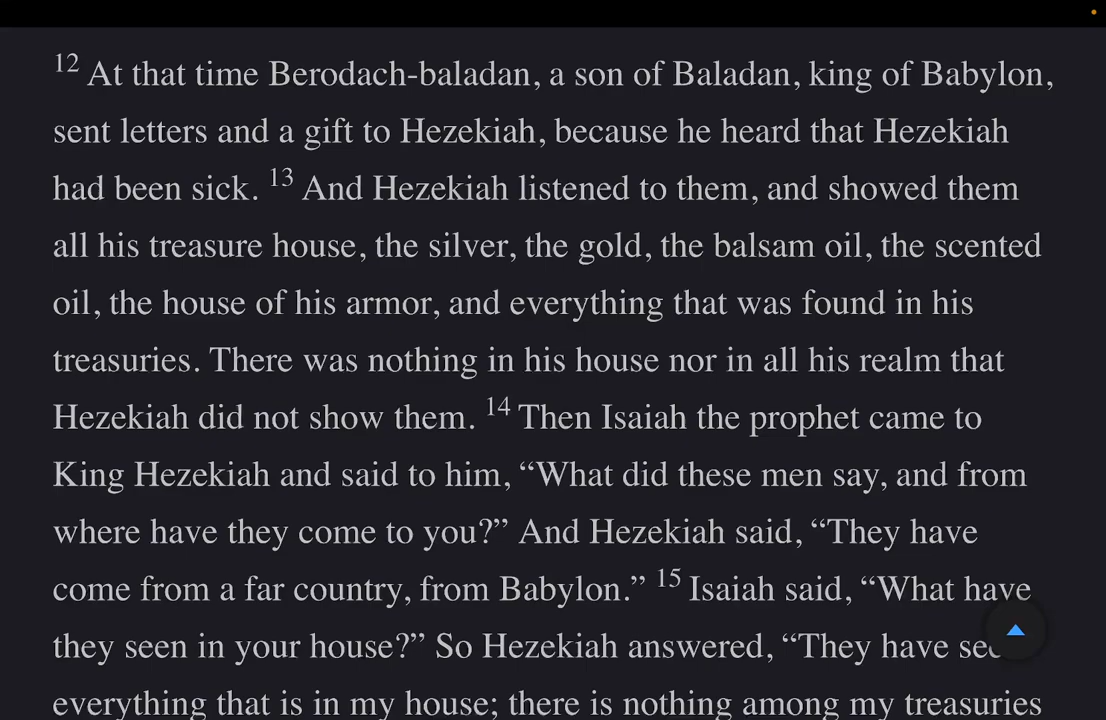 12 At that time Berodach-baladan, a son of Baladan, king of Babylon,
sent letters and a gift to Hezekiah, because he heard that Hezekiah
had been sick. 13 And Hezekiah listened to them, and showed them
all his treasure house, the silver, the gold, the balsam oil, the scented
oil, the house of his armor, and everything that was found in his
treasuries. There was nothing in his house nor in all his realm that
Hezekiah did not show them. 14 Then Isaiah the prophet came to
King Hezekiah and said to him, “What did these men say, and from
where have they come to you?” And Hezekiah said, “They have
come from a far country, from Babylon.” 15 Isaiah said, “What have
they seen in your house?” So Hezekiah answered, “They have
everything that is in my house; there is nothing among my treasuries